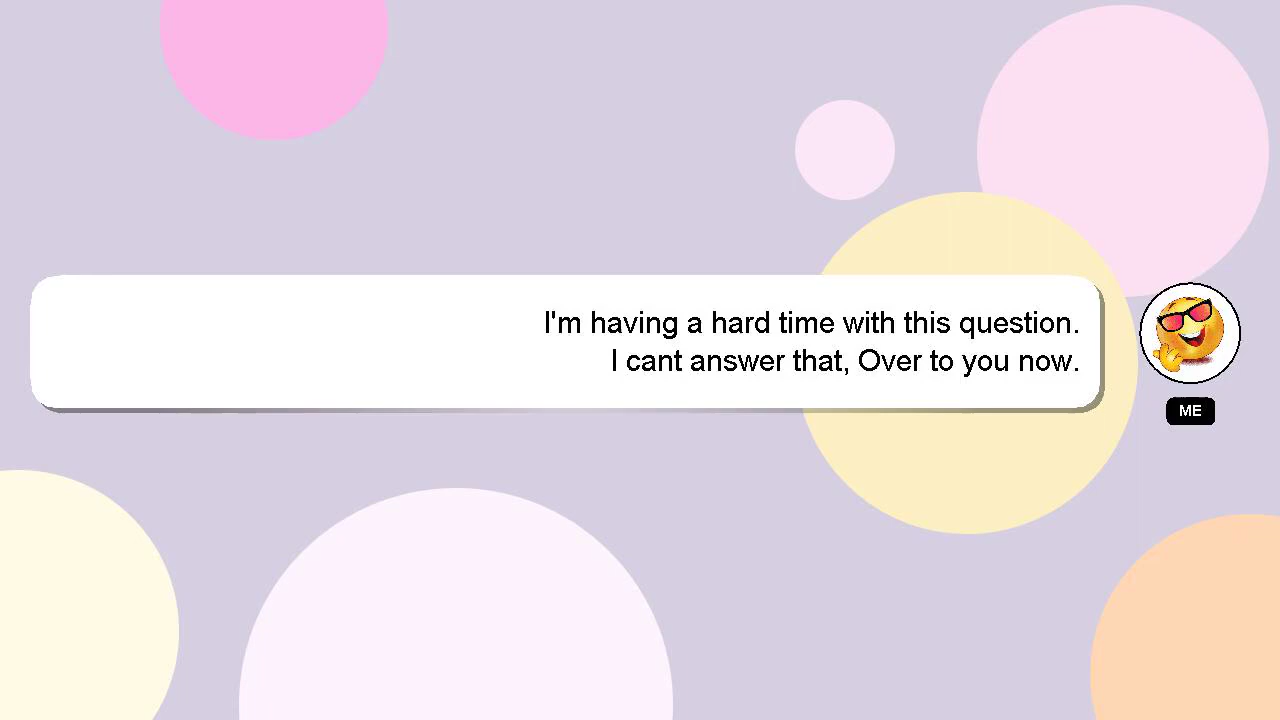 I'm having a hard time with this question.
I cant answer that, Over to you now.
ME